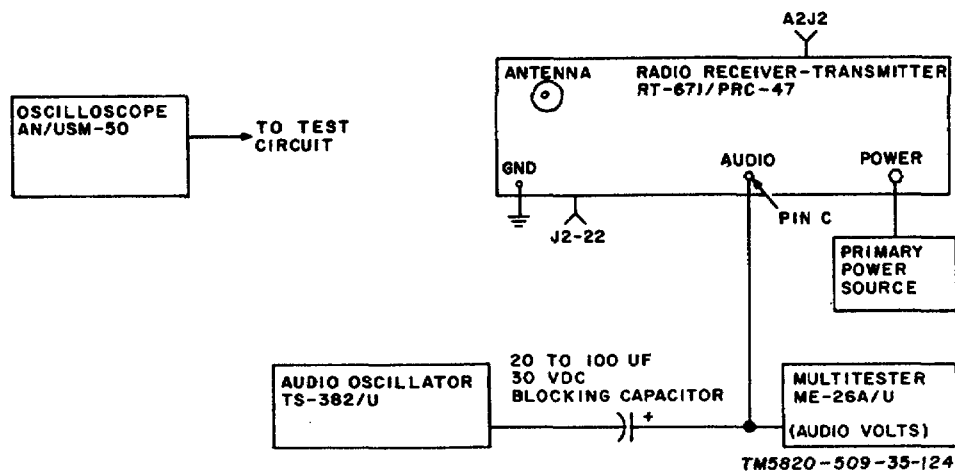 A2J2
ANTENNA
RADIO RECEIVER-TRANSMITTER
RT-671/PRC-47
OSCILLOSCOPE
AN/USM-50
TO TEST
CIRCUIT
GND
AUDIO
POWER
PIN C
J2-22
PRIMARY
POWER
SOURCE
20 TO 100 UF
30 VDC
BLOCKING CAPACITOR
+
AUDIO OSCILLATOR
TS-382/U
MULTITESTER
ME-26A/U
(AUDIO VOLTS)
TM5820-509-35-124